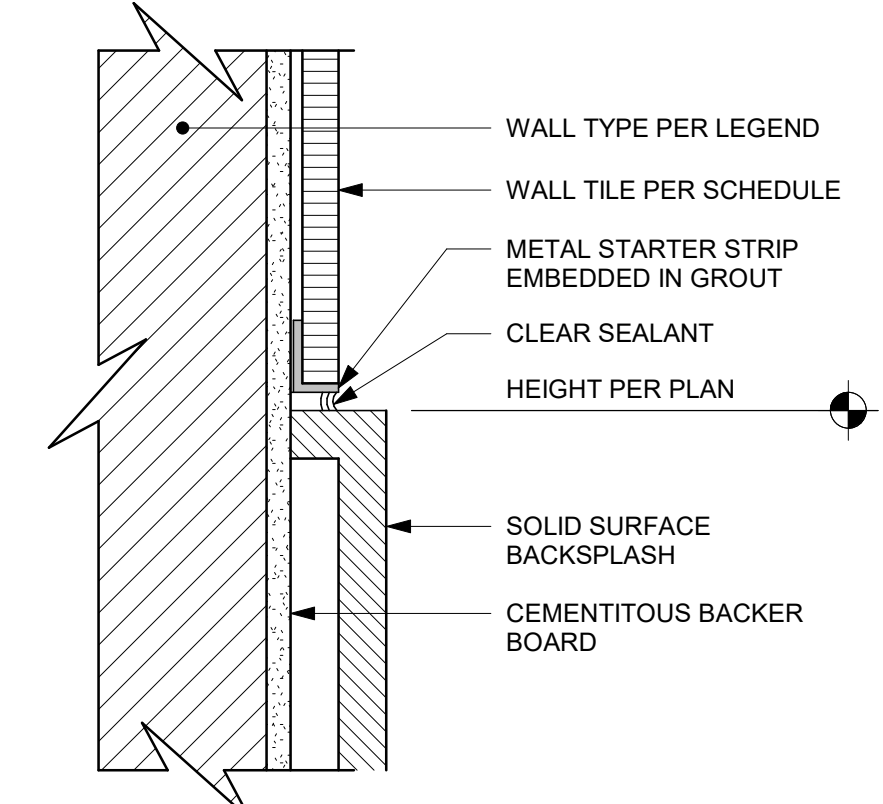 WALL TYPE PER LEGEND
WALL TILE PER SCHEDULE
METAL STARTER STRIP
EMBEDDED IN GROUT
CLEAR SEALANT
HEIGHT PER PLAN
SOLID SURFACE
BACKSPLASH
CEMENTITOUS BACKER
BOARD